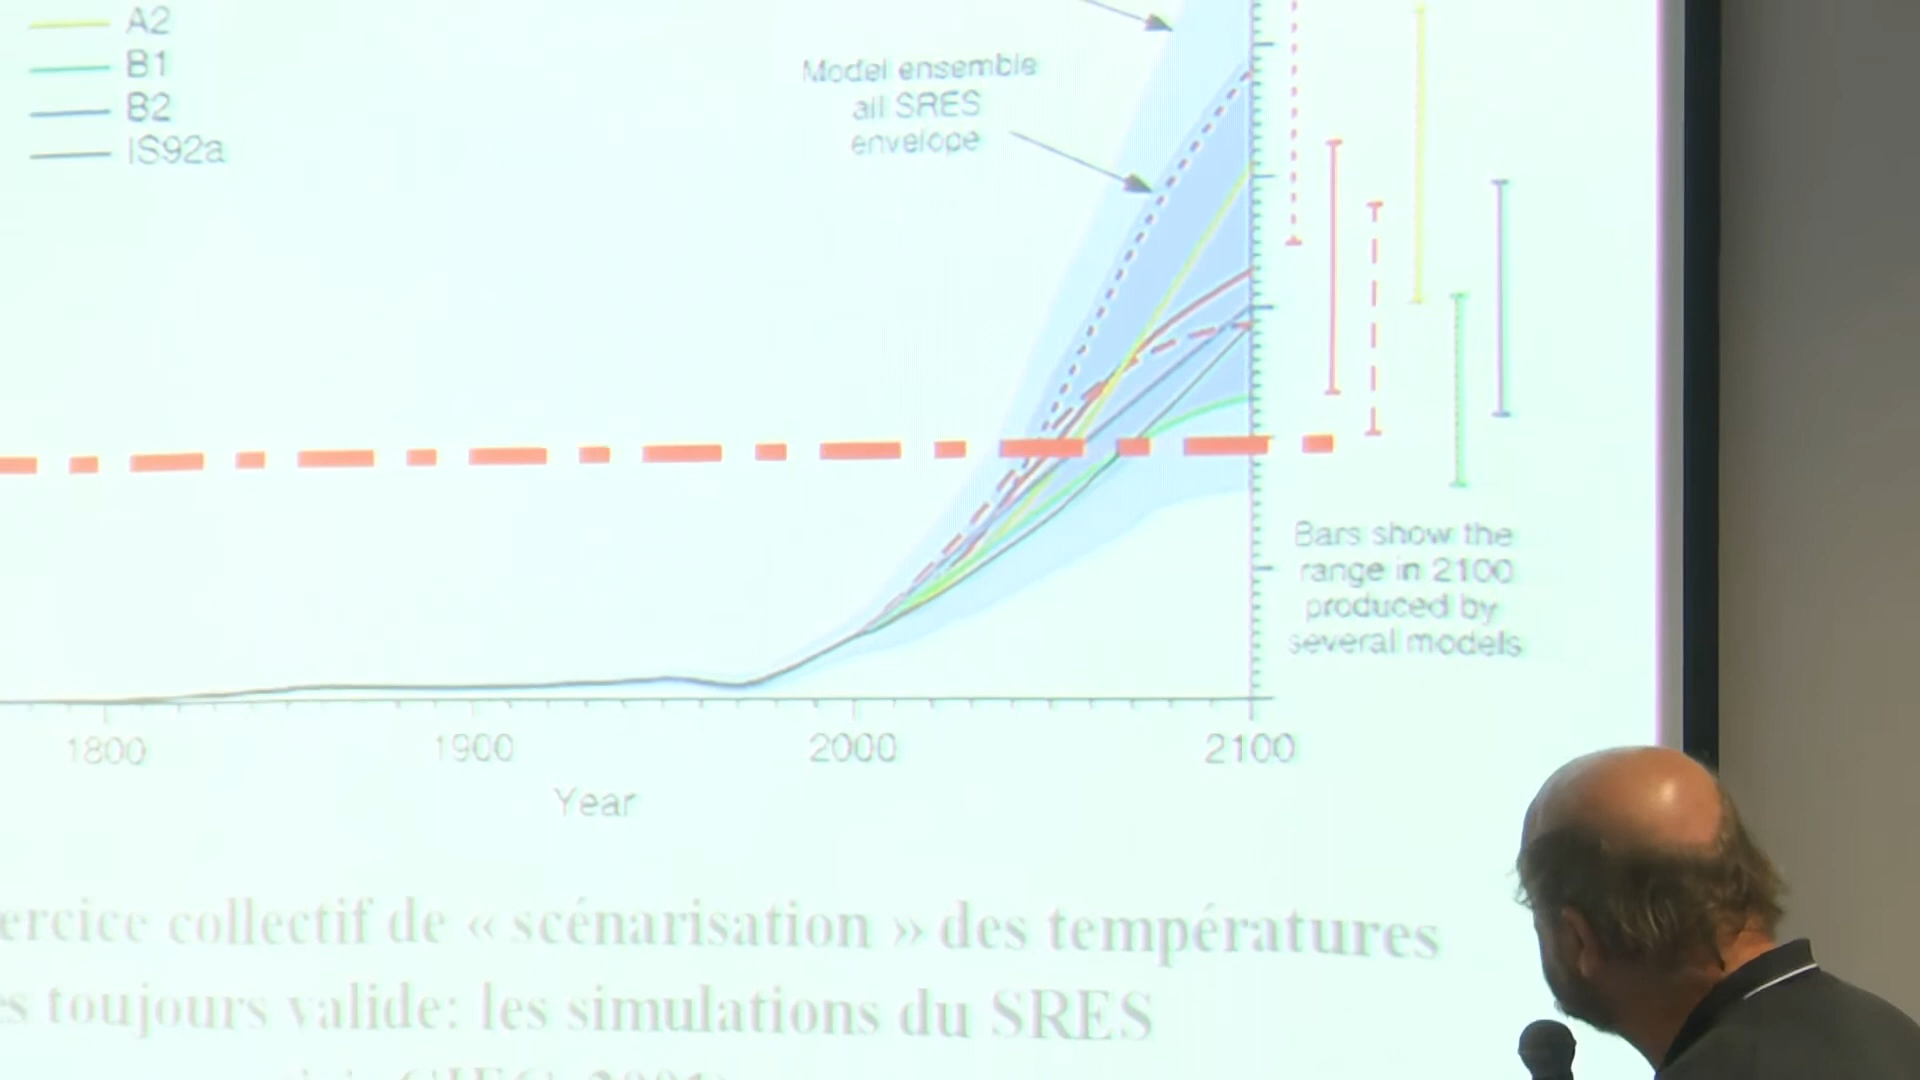 A2
B1
B2
IS92a
Model ensemble
all SRES
envelope
Bars show the
range in 2100
produced by
several models
1800
1900
2000
2100
Year
ercice collectif de « scénarisation » des températures
s toujours valide: les simulations du SRES